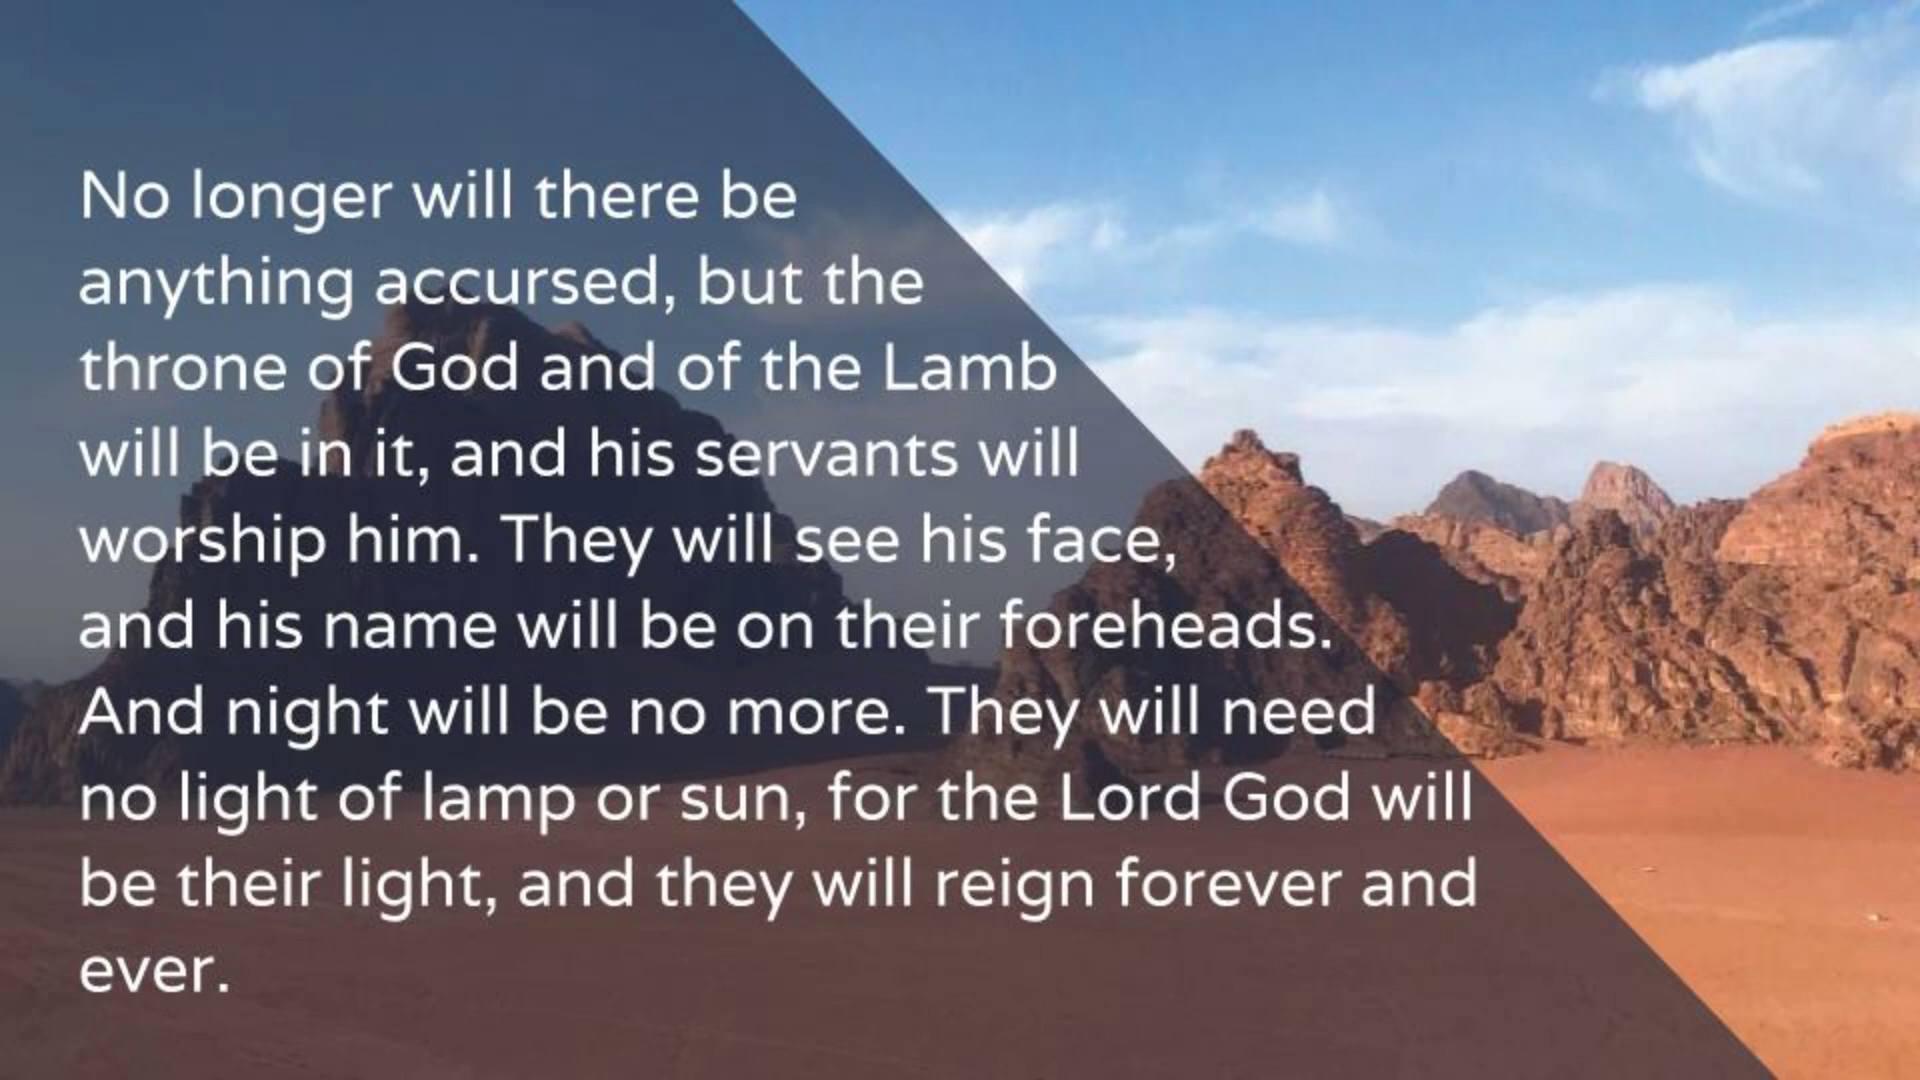 No longer will there be
anything accursed, but the
throne of God and of the Lamb
will be in it, and his servants will
worship him. They will see his face,
and his name will be on their foreheads.
And night will be no more. They will need
no light of lamp or sun, for the Lord God will
be their light, and they will reign forever and
ever.